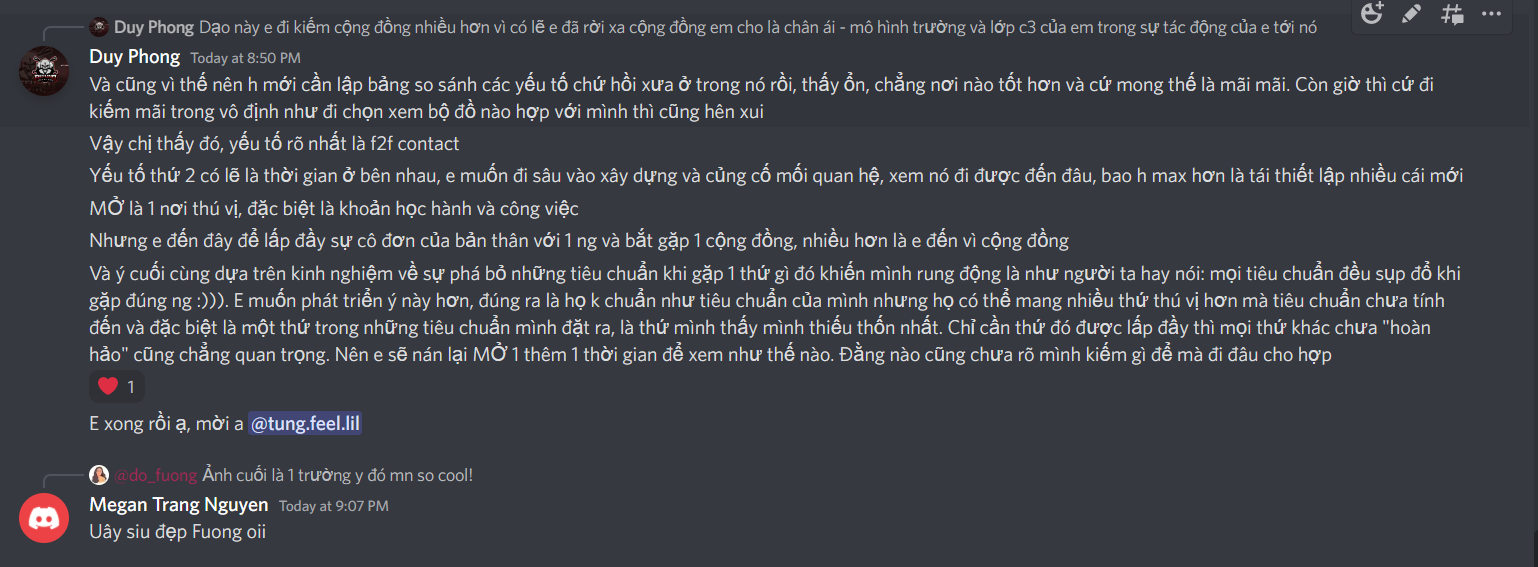 Duy Phong Dạo này e đi kiếm cộng đồng nhiều hơn vì có lẽ e đã rời xa cộng đồng em cho là chân ái - mô hình trường và lớp c3 của em trong sự tác động của e tới nó
Duy Phong Today at 8:50 PM
Và cũng vì thế nên h mới cần lập bảng so sánh các yếu tố chứ hồi xưa ở trong nó rồi, thấy ổn, chẳng nơi nào tốt hơn và cứ mong thế là mãi mãi. Còn giờ thì cứ đi
kiếm mãi trong vô định như đi chọn xem bộ đồ nào hợp với mình thì cũng hên xui
Vậy chị thấy đó, yếu tố rõ nhất là f2f contact
Yếu tố thứ 2 có lẽ là thời gian ở bên nhau, e muốn đi sâu vào xây dựng và củng cố mối quan hệ, xem nó đi được đến đâu, bao h max hơn là tái thiết lập nhiều cái mới
MỞ là 1 nơi thú vị, đặc biệt là khoản học hành và công việc
Nhưng e đến đây để lấp đầy sự cô đơn của bản thân với 1 ng và bắt gặp 1 cộng đồng, nhiều hơn là e đến vì cộng đồng
Và ý cuối cùng dựa trên kinh nghiệm về sự phá bỏ những tiêu chuẩn khi gặp 1 thứ gì đó khiến mình rung động là như người ta hay nói: mọi tiêu chuẩn đều sụp đổ khi
gặp đúng ng :))). E muốn phát triển ý này hơn, đúng ra là họ k chuẩn như tiêu chuẩn của mình nhưng họ có thể mang nhiều thứ thú vị hơn mà tiêu chuẩn chưa tính
đến và đặc biệt là một thứ trong những tiêu chuẩn mình đặt ra, là thứ mình thấy mình thiếu thốn nhất. Chỉ cần thứ đó được lấp đầy thì mọi thứ khác chưa "hoàn
hảo" cũng chẳng quan trọng. Nên e sẽ nán lại MỞ 1 thêm 1 thời gian để xem như thế nào. Đằng nào cũng chưa rõ mình kiếm gì để mà đi đâu cho hợp
1
E xong rồi ạ, mời a @tung.feel.lil
@do_fuong Ảnh cuối là 1 trường y đó mn so cool!
Megan Trang Nguyen Today at 9:07 PM
Uây siu đẹp Fuong oii